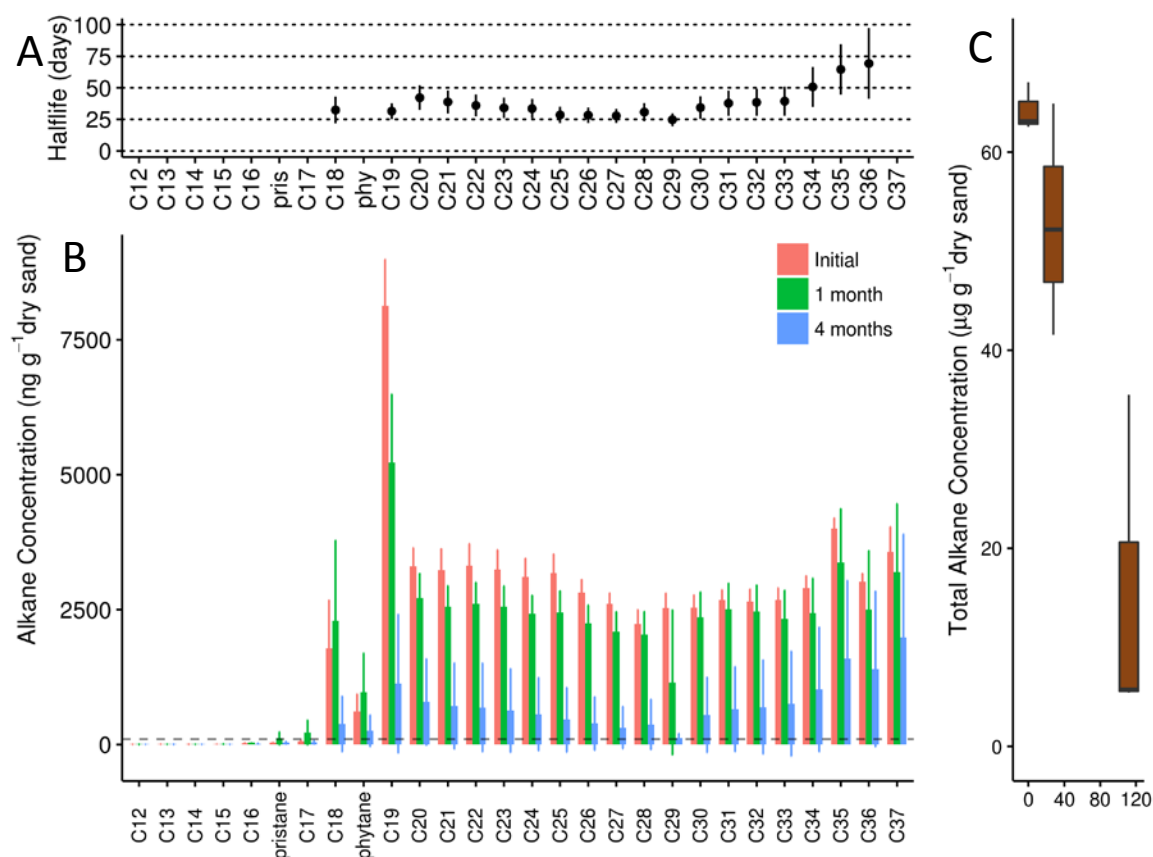 A
Halflife (days)
100
75
50
25
0
C12 C13 C14 C15 C16 pris C17 C18 phy C19 C20 C21 C22 C23 C24 C25 C26 C27 C28 C29 C30 C31 C32 C33 C34 C35 C36 C37
B
Alkane Concentration (ng g⁻¹dry sand)
7500
5000
2500
0
Initial
1 month
4 months
C12 C13 C14 C15 C16 pristane C17 C18 phytane C19 C20 C21 C22 C23 C24 C25 C26 C27 C28 C29 C30 C31 C32 C33 C34 C35 C36 C37
C
Total Alkane Concentration (µg g⁻¹dry sand)
60
40
20
0
0 40 80 120